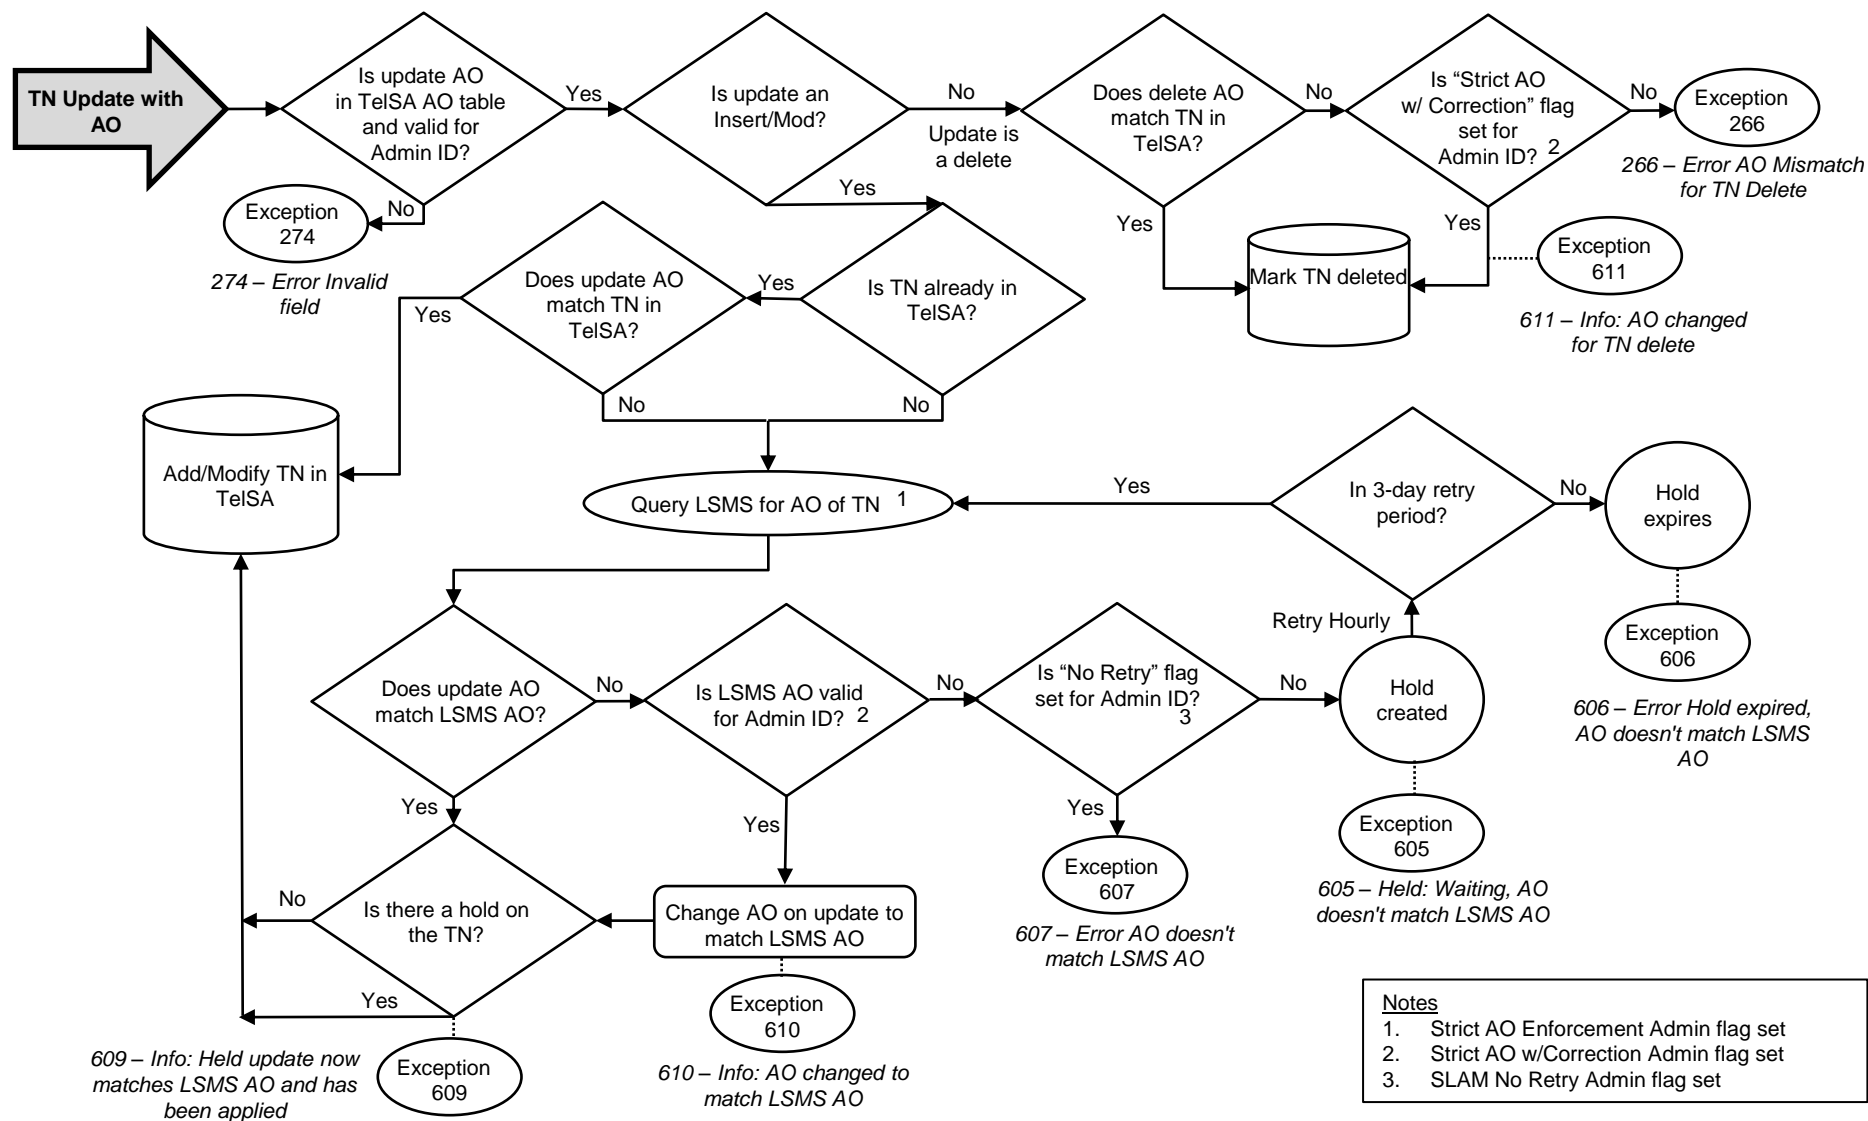 TN Update with
AO
Is update AO
in TelSA AO table
and valid for
Admin ID?
Yes
No
Exception
274
274 – Error Invalid
field
Is update an
Insert/Mod?
No
Update is
a delete
Yes
Does delete AO
match TN in
TelSA?
No
Yes
Is “Strict AO
w/ Correction” flag
set for
Admin ID? 2
No
Yes
Exception
266
266 – Error AO Mismatch
for TN Delete
Mark TN deleted
Exception
611
611 – Info: AO changed
for TN delete
Is TN already in
TelSA?
Yes
No
Does update AO
match TN in
TelSA?
Yes
No
Add/Modify TN in
TelSA
Query LSMS for AO of TN 1
Yes
In 3-day retry
period?
No
Hold
expires
Exception
606
606 – Error Hold expired,
AO doesn't match LSMS
AO
Retry Hourly
Does update AO
match LSMS AO?
No
Yes
Is LSMS AO valid
for Admin ID? 2
No
Yes
Is “No Retry” flag
set for Admin ID?
3
No
Yes
Hold
created
Exception
605
605 – Held: Waiting, AO
doesn't match LSMS AO
Exception
607
607 – Error AO doesn't
match LSMS AO
Change AO on update to
match LSMS AO
Exception
610
610 – Info: AO changed to
match LSMS AO
Is there a hold on
the TN?
No
Yes
Exception
609
609 – Info: Held update now
matches LSMS AO and has
been applied
Notes
1. Strict AO Enforcement Admin flag set
2. Strict AO w/Correction Admin flag set
3. SLAM No Retry Admin flag set